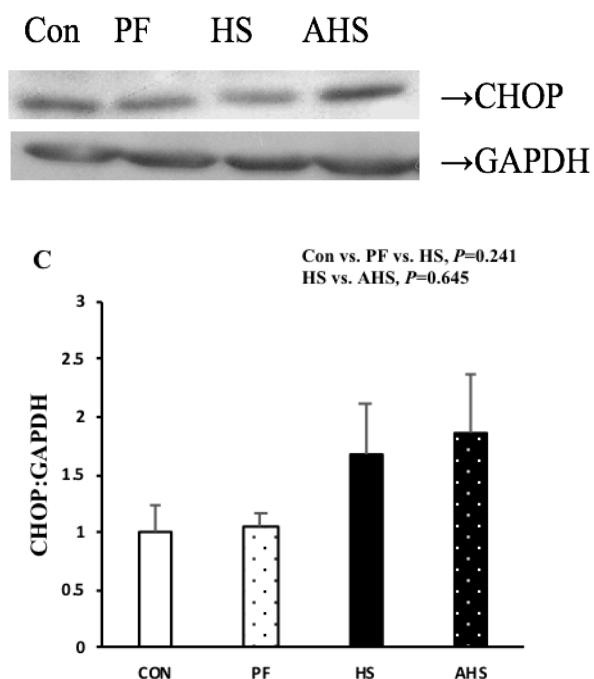 Con PF HS AHS
→CHOP
→GAPDH
C
Con vs. PF vs. HS, P=0.241
HS vs. AHS, P=0.645
3
2.5
2
1.5
1
0.5
0
CHOP:GAPDH
CON PF HS AHS